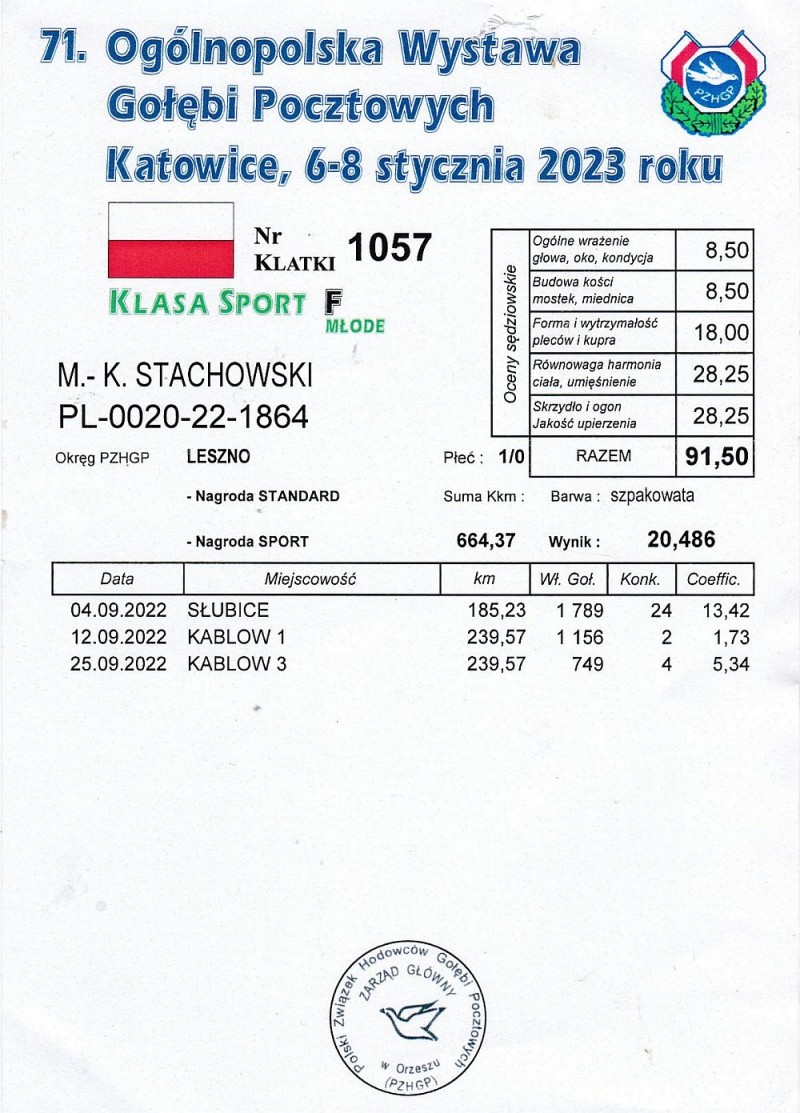 71. Ogólnopolska Wystawa
Gołębi Pocztowych
Katowice, 6-8 stycznia 2023 roku
PZHGP
Nr
KLATKI 1057
KLASA SPORT F
MŁODE
M.- K. STACHOWSKI
PL-0020-22-1864
Oceny sędziowskie
Ogólne wrażenie
głowa, oko, kondycja 8,50
Budowa kości
mostek, miednica 8,50
Forma i wytrzymałość
pleców i kupra 18,00
Równowaga harmonia
ciała, umięśnienie 28,25
Skrzydło i ogon
Jakość upierzenia 28,25
Okręg PZHGP LESZNO Płeć : 1/0 RAZEM 91,50
- Nagroda STANDARD Suma Kkm : Barwa : szpakowata
- Nagroda SPORT 664,37 Wynik : 20,486
Data Miejscowość km Wł. Goł. Konk. Coeffic.
04.09.2022 SŁUBICE 185,23 1 789 24 13,42
12.09.2022 KABLOW 1 239,57 1 156 2 1,73
25.09.2022 KABLOW 3 239,57 749 4 5,34
Polski Związek Hodowców Gołębi Pocztowych
ZARZĄD GŁÓWNY
w Orzeszu
(PZHGP)